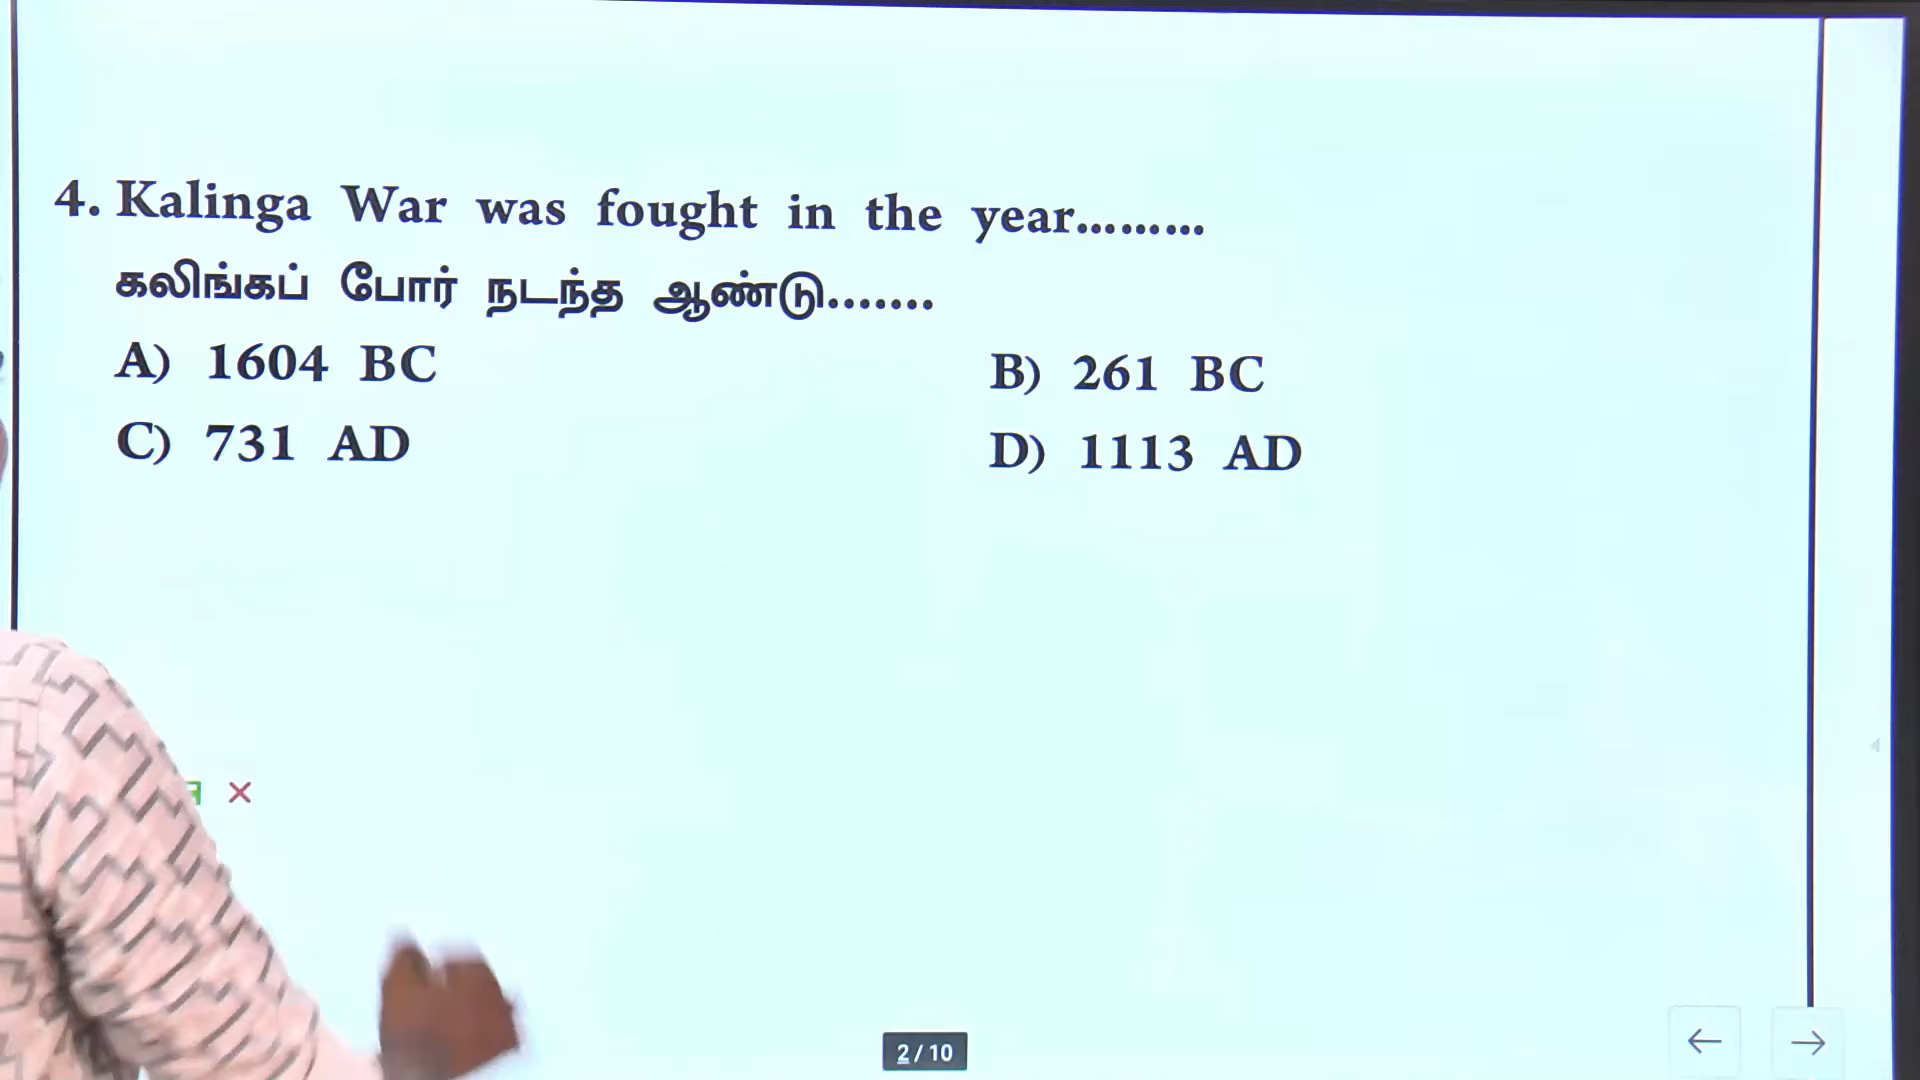 4. Kalinga War was fought in the year.........
கலிங்கப் போர் நடந்த ஆண்டு.......
A) 1604 BC
B) 261 BC
C) 731 AD
D) 1113 AD
2 / 10